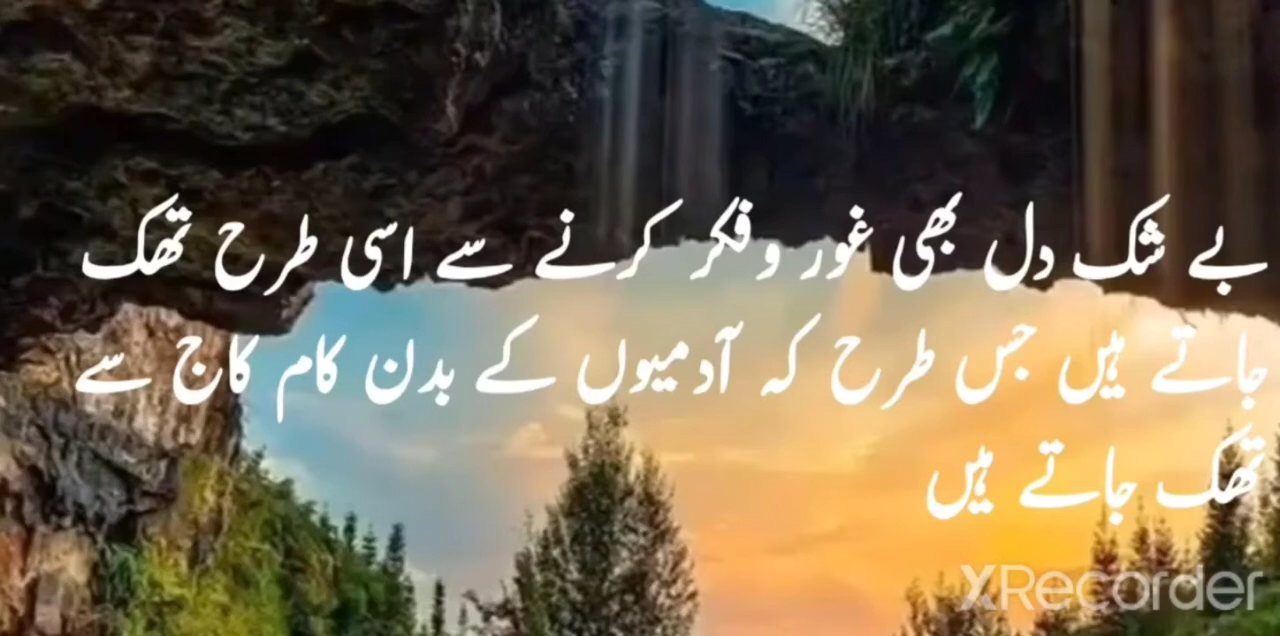 بے شک دل بھی غور و فکر کرنے سے اسی طرح تھک
جاتے ہیں جس طرح کہ آدمیوں کے بدن کام کاج سے
تھک جاتے ہیں
XRecorder